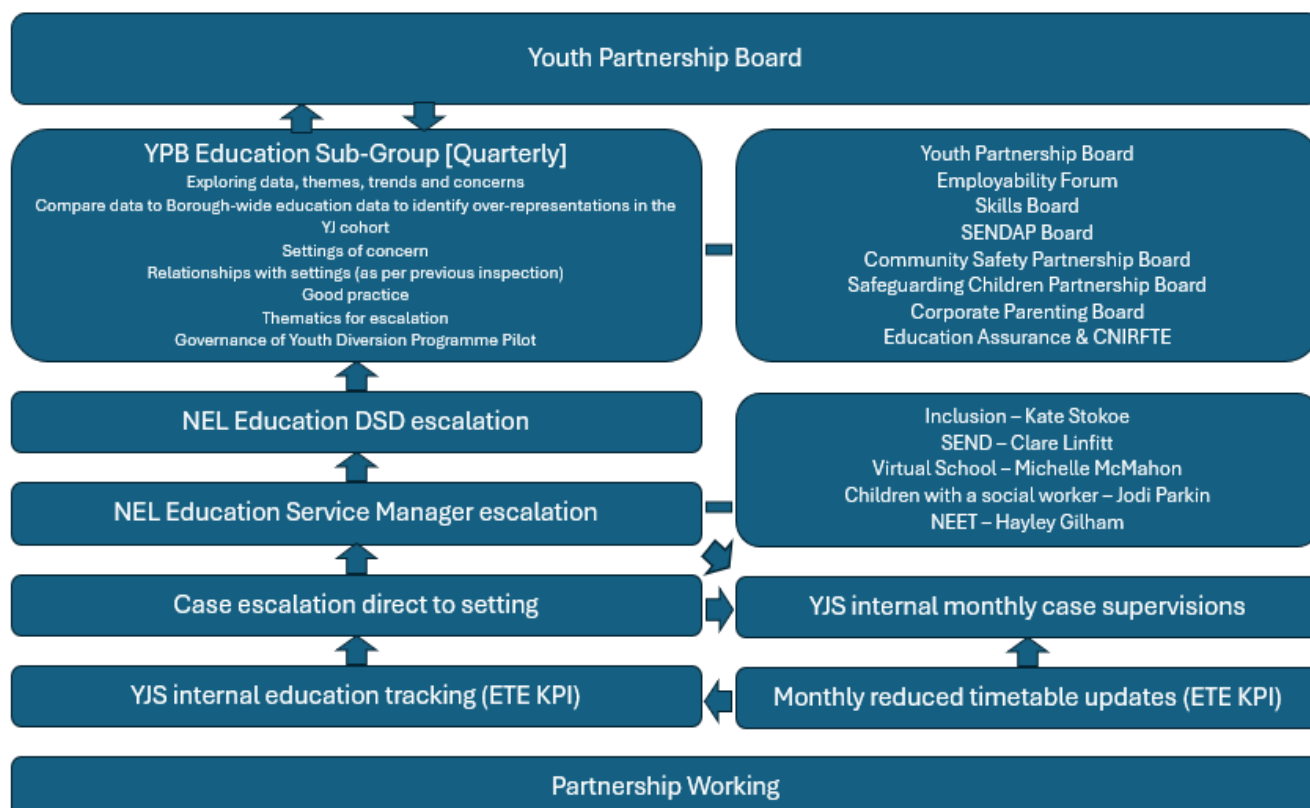 Youth Partnership Board
YPB Education Sub-Group [Quarterly]
Exploring data, themes, trends and concerns
Compare data to Borough-wide education data to identify over-representations in the
YJ cohort
Settings of concern
Relationships with settings (as per previous inspection)
Good practice
Thematics for escalation
Governance of Youth Diversion Programme Pilot
Youth Partnership Board
Employability Forum
Skills Board
SENDAP Board
Community Safety Partnership Board
Safeguarding Children Partnership Board
Corporate Parenting Board
Education Assurance & CNIRFTE
NEL Education DSD escalation
NEL Education Service Manager escalation
Inclusion – Kate Stokoe
SEND – Clare Linfitt
Virtual School – Michelle McMahon
Children with a social worker – Jodi Parkin
NEET – Hayley Gilham
Case escalation direct to setting
YJS internal monthly case supervisions
YJS internal education tracking (ETE KPI)
Monthly reduced timetable updates (ETE KPI)
Partnership Working